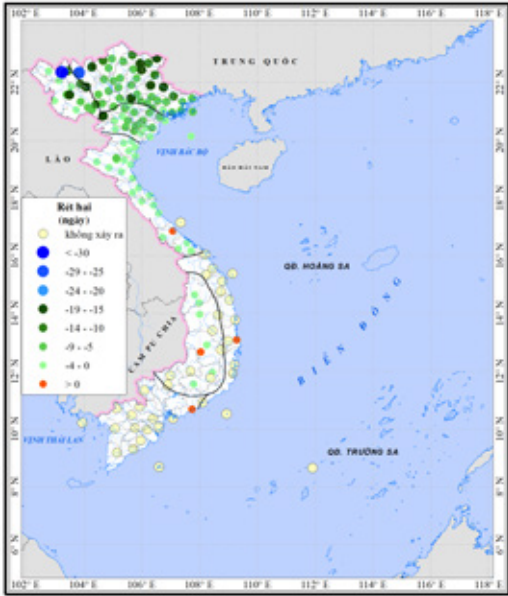 102° E 104° E 106° E 108° E 110° E 112° E 114° E 116° E 118° E
TRUNG QUỐC
22° N
20° N
VỊNH BẮC BỘ
LÀO
ĐẢO HẢI NAM
18° N
Rét hại
(ngày)
không xảy ra
< -30
-29 - -25
-24 - -20
-19 - -15
-14 - -10
-9 - -5
-4 - 0
> 0
16° N
QĐ. HOÀNG SA
BIỂN ĐÔNG
14° N
CAM PU CHIA
12° N
10° N
VỊNH THÁI LAN
QĐ. TRƯỜNG SA
8° N
6° N
102° E 104° E 106° E 108° E 110° E 112° E 114° E 116° E 118° E